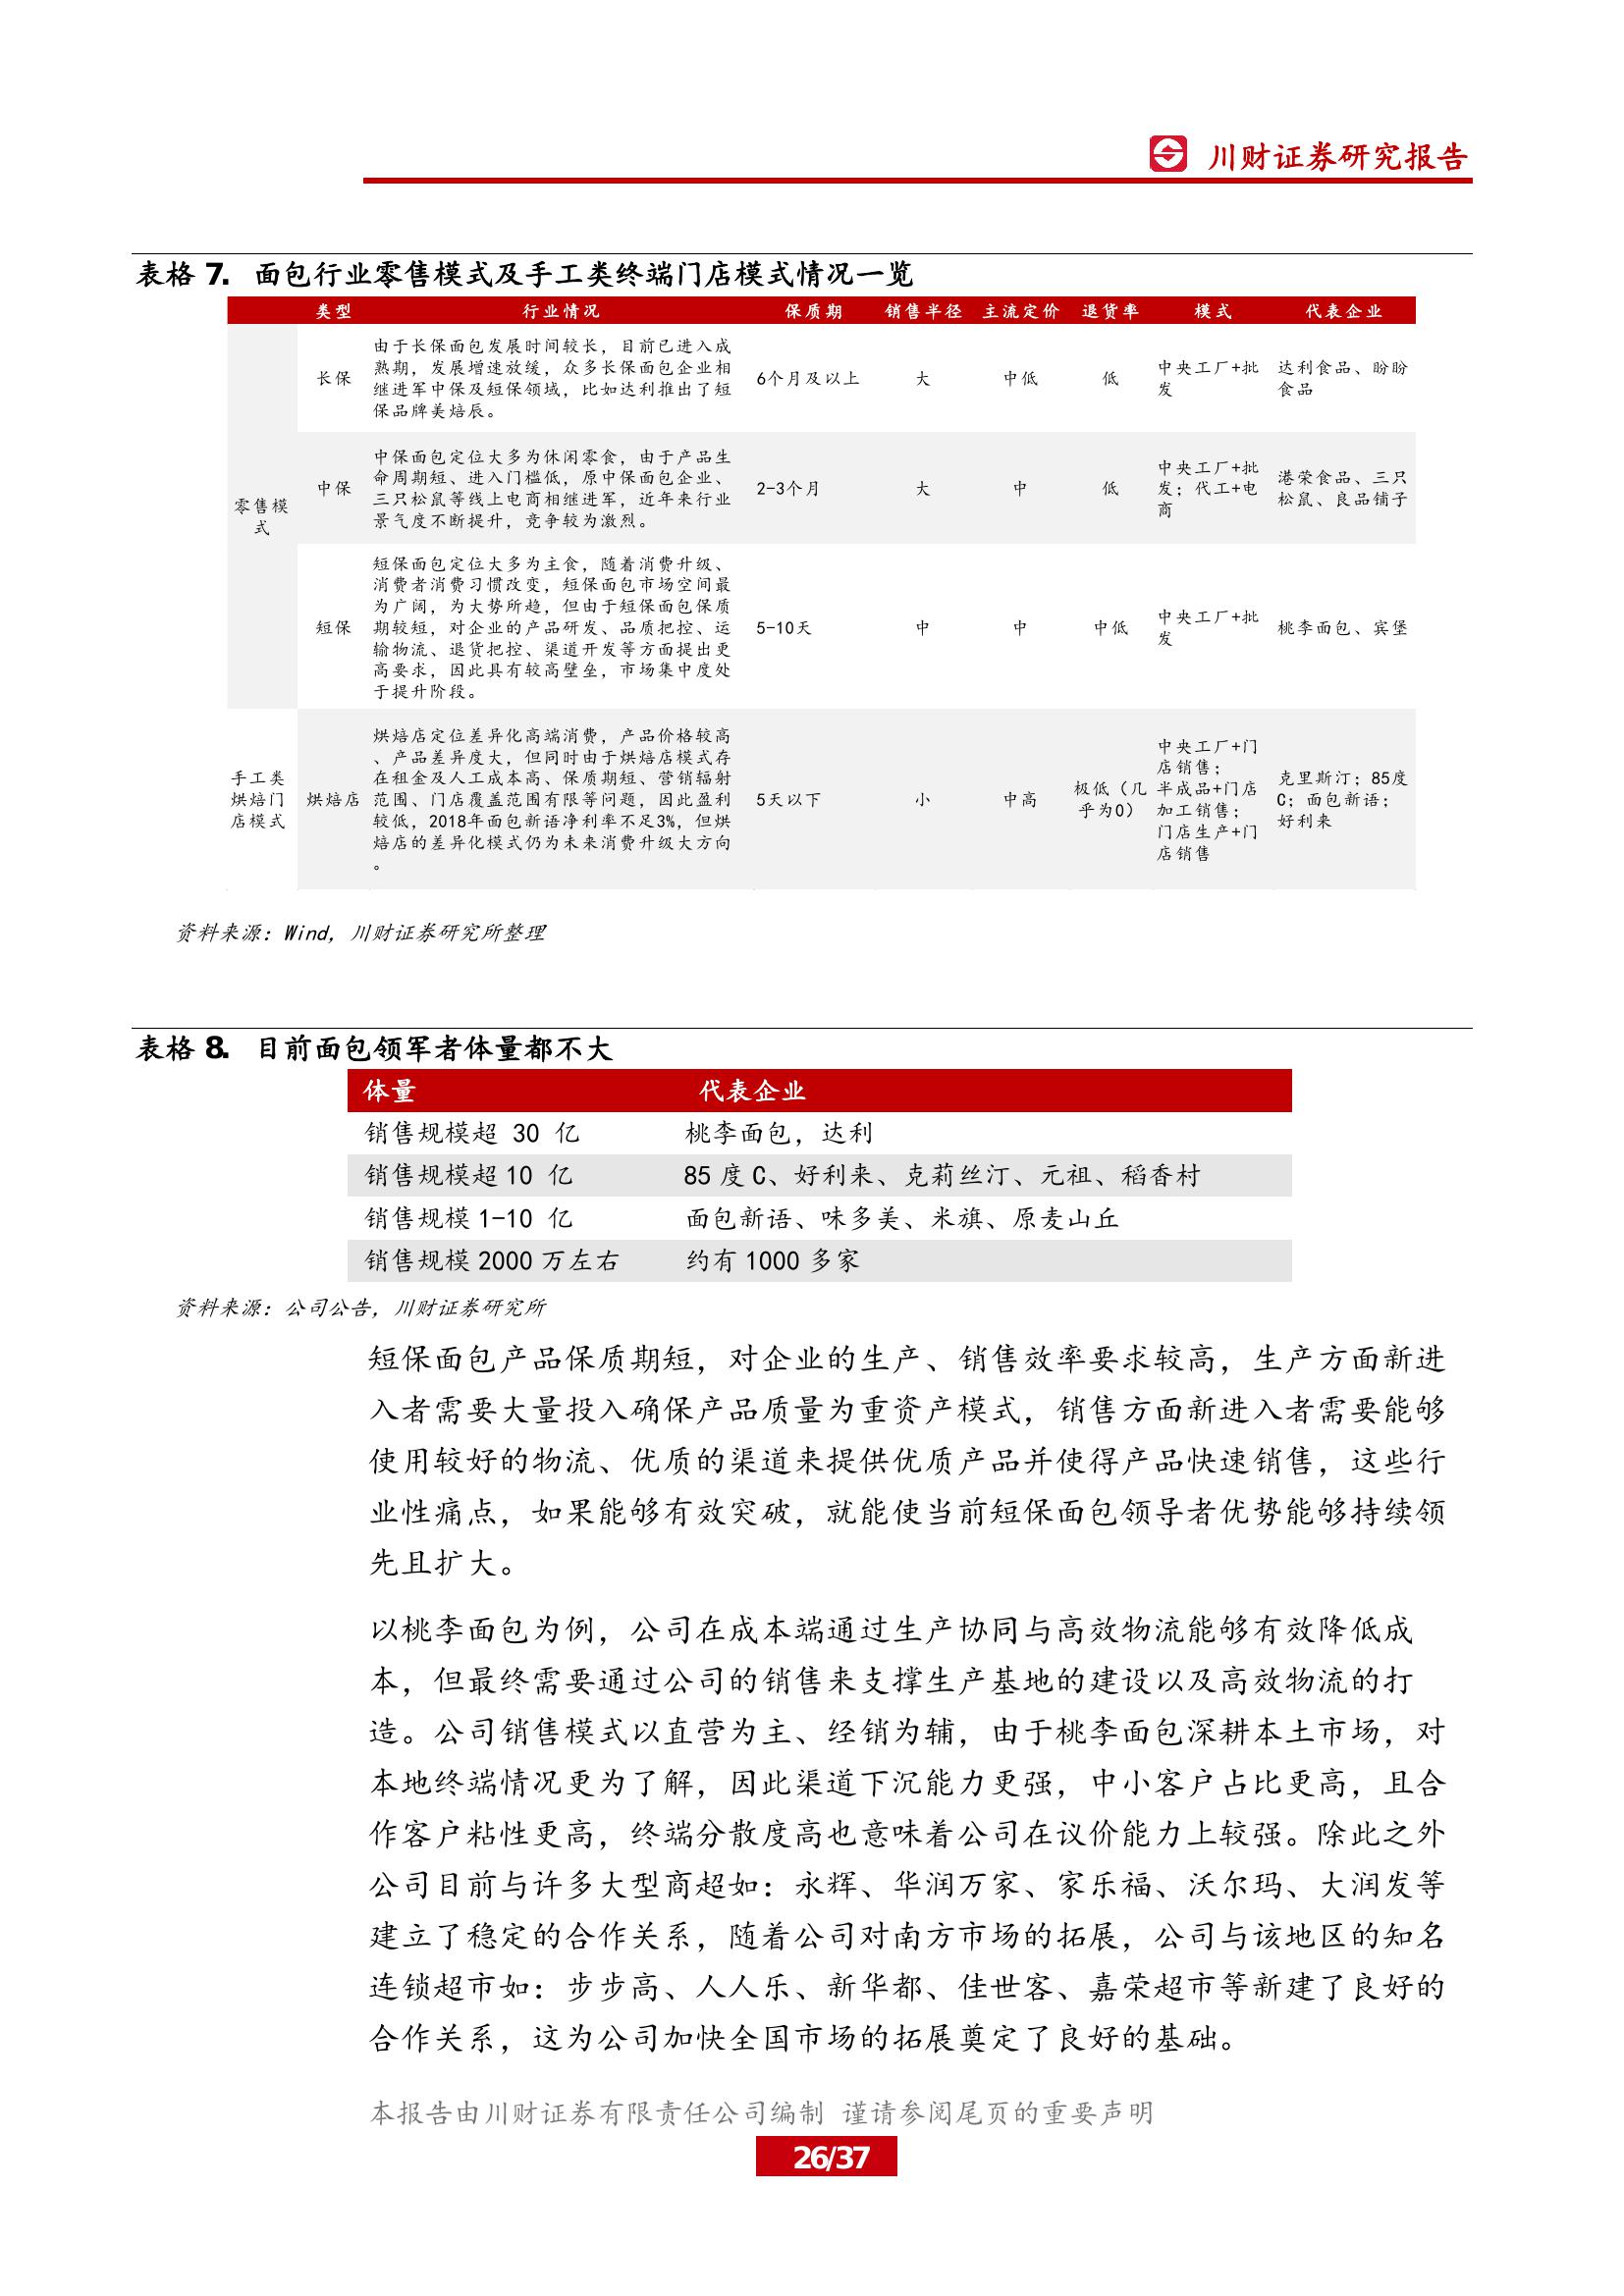 川财证券研究报告
表格 7. 面包行业零售模式及手工类终端门店模式情况一览
类型 行业情况 保质期 销售半径 主流定价 退货率 模式 代表企业
零售模
式
长保
由于长保面包发展时间较长，目前已进入成
熟期，发展增速放缓，众多长保面包企业相
继进军中保及短保领域，比如达利推出了短
保品牌美焙辰。
6个月及以上
大
中低
低
中央工厂+批
发
达利食品、盼盼
食品
中保
中保面包定位大多为休闲零食，由于产品生
命周期短、进入门槛低，原中保面包企业、
三只松鼠等线上电商相继进军，近年来行业
景气度不断提升，竞争较为激烈。
2-3个月
大
中
低
中央工厂+批
发；代工+电
商
港荣食品、三只
松鼠、良品铺子
短保
短保面包定位大多为主食，随着消费升级、
消费者消费习惯改变，短保面包市场空间最
为广阔，为大势所趋，但由于短保面包保质
期较短，对企业的产品研发、品质把控、运
输物流、退货把控、渠道开发等方面提出更
高要求，因此具有较高壁垒，市场集中度处
于提升阶段。
5-10天
中
中
中低
中央工厂+批
发
桃李面包、宾堡
手工类
烘焙门
店模式
烘焙店
烘焙店定位差异化高端消费，产品价格较高
、产品差异度大，但同时由于烘焙店模式存
在租金及人工成本高、保质期短、营销辐射
范围、门店覆盖范围有限等问题，因此盈利
较低，2018年面包新语净利率不足3%，但烘
焙店的差异化模式仍为未来消费升级大方向
。
5天以下
小
中高
极低（几
乎为0）
中央工厂+门
店销售；
半成品+门店
加工销售；
门店生产+门
店销售
克里斯汀；85度
C；面包新语；
好利来
资料来源：Wind，川财证券研究所整理
表格 8. 目前面包领军者体量都不大
体量 代表企业
销售规模超 30 亿 桃李面包，达利
销售规模超 10 亿 85 度 C、好利来、克莉丝汀、元祖、稻香村
销售规模 1-10 亿 面包新语、味多美、米旗、原麦山丘
销售规模 2000 万左右 约有 1000 多家
资料来源：公司公告，川财证券研究所
短保面包产品保质期短，对企业的生产、销售效率要求较高，生产方面新进
入者需要大量投入确保产品质量为重资产模式，销售方面新进入者需要能够
使用较好的物流、优质的渠道来提供优质产品并使得产品快速销售，这些行
业性痛点，如果能够有效突破，就能使当前短保面包领导者优势能够持续领
先且扩大。
以桃李面包为例，公司在成本端通过生产协同与高效物流能够有效降低成
本，但最终需要通过公司的销售来支撑生产基地的建设以及高效物流的打
造。公司销售模式以直营为主、经销为辅，由于桃李面包深耕本土市场，对
本地终端情况更为了解，因此渠道下沉能力更强，中小客户占比更高，且合
作客户粘性更高，终端分散度高也意味着公司在议价能力上较强。除此之外
公司目前与许多大型商超如：永辉、华润万家、家乐福、沃尔玛、大润发等
建立了稳定的合作关系，随着公司对南方市场的拓展，公司与该地区的知名
连锁超市如：步步高、人人乐、新华都、佳世客、嘉荣超市等新建了良好的
合作关系，这为公司加快全国市场的拓展奠定了良好的基础。
本报告由川财证券有限责任公司编制 谨请参阅尾页的重要声明
26/37